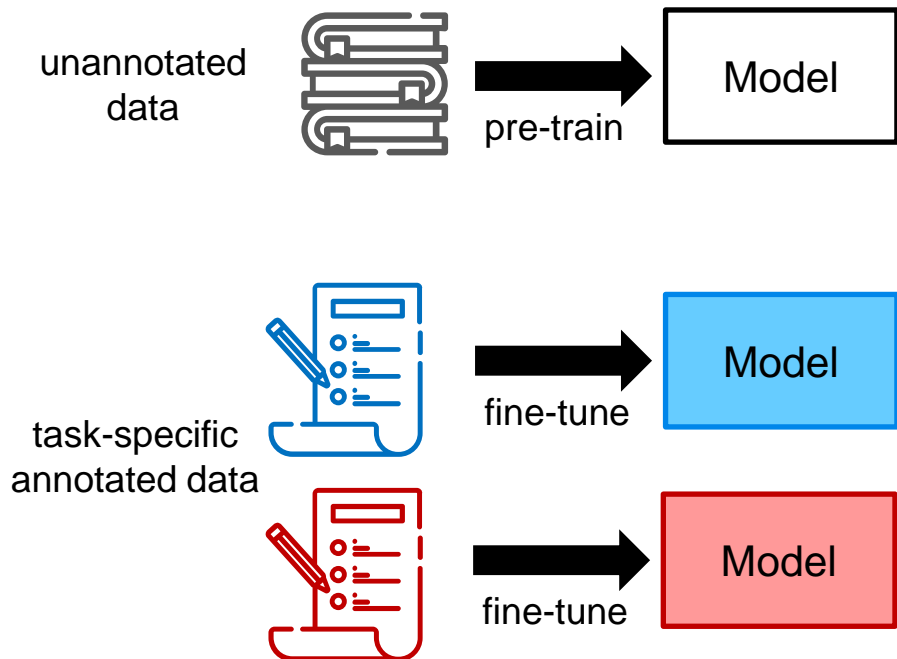 unannotated
data
pre-train
Model
task-specific
annotated data
fine-tune
Model
fine-tune
Model